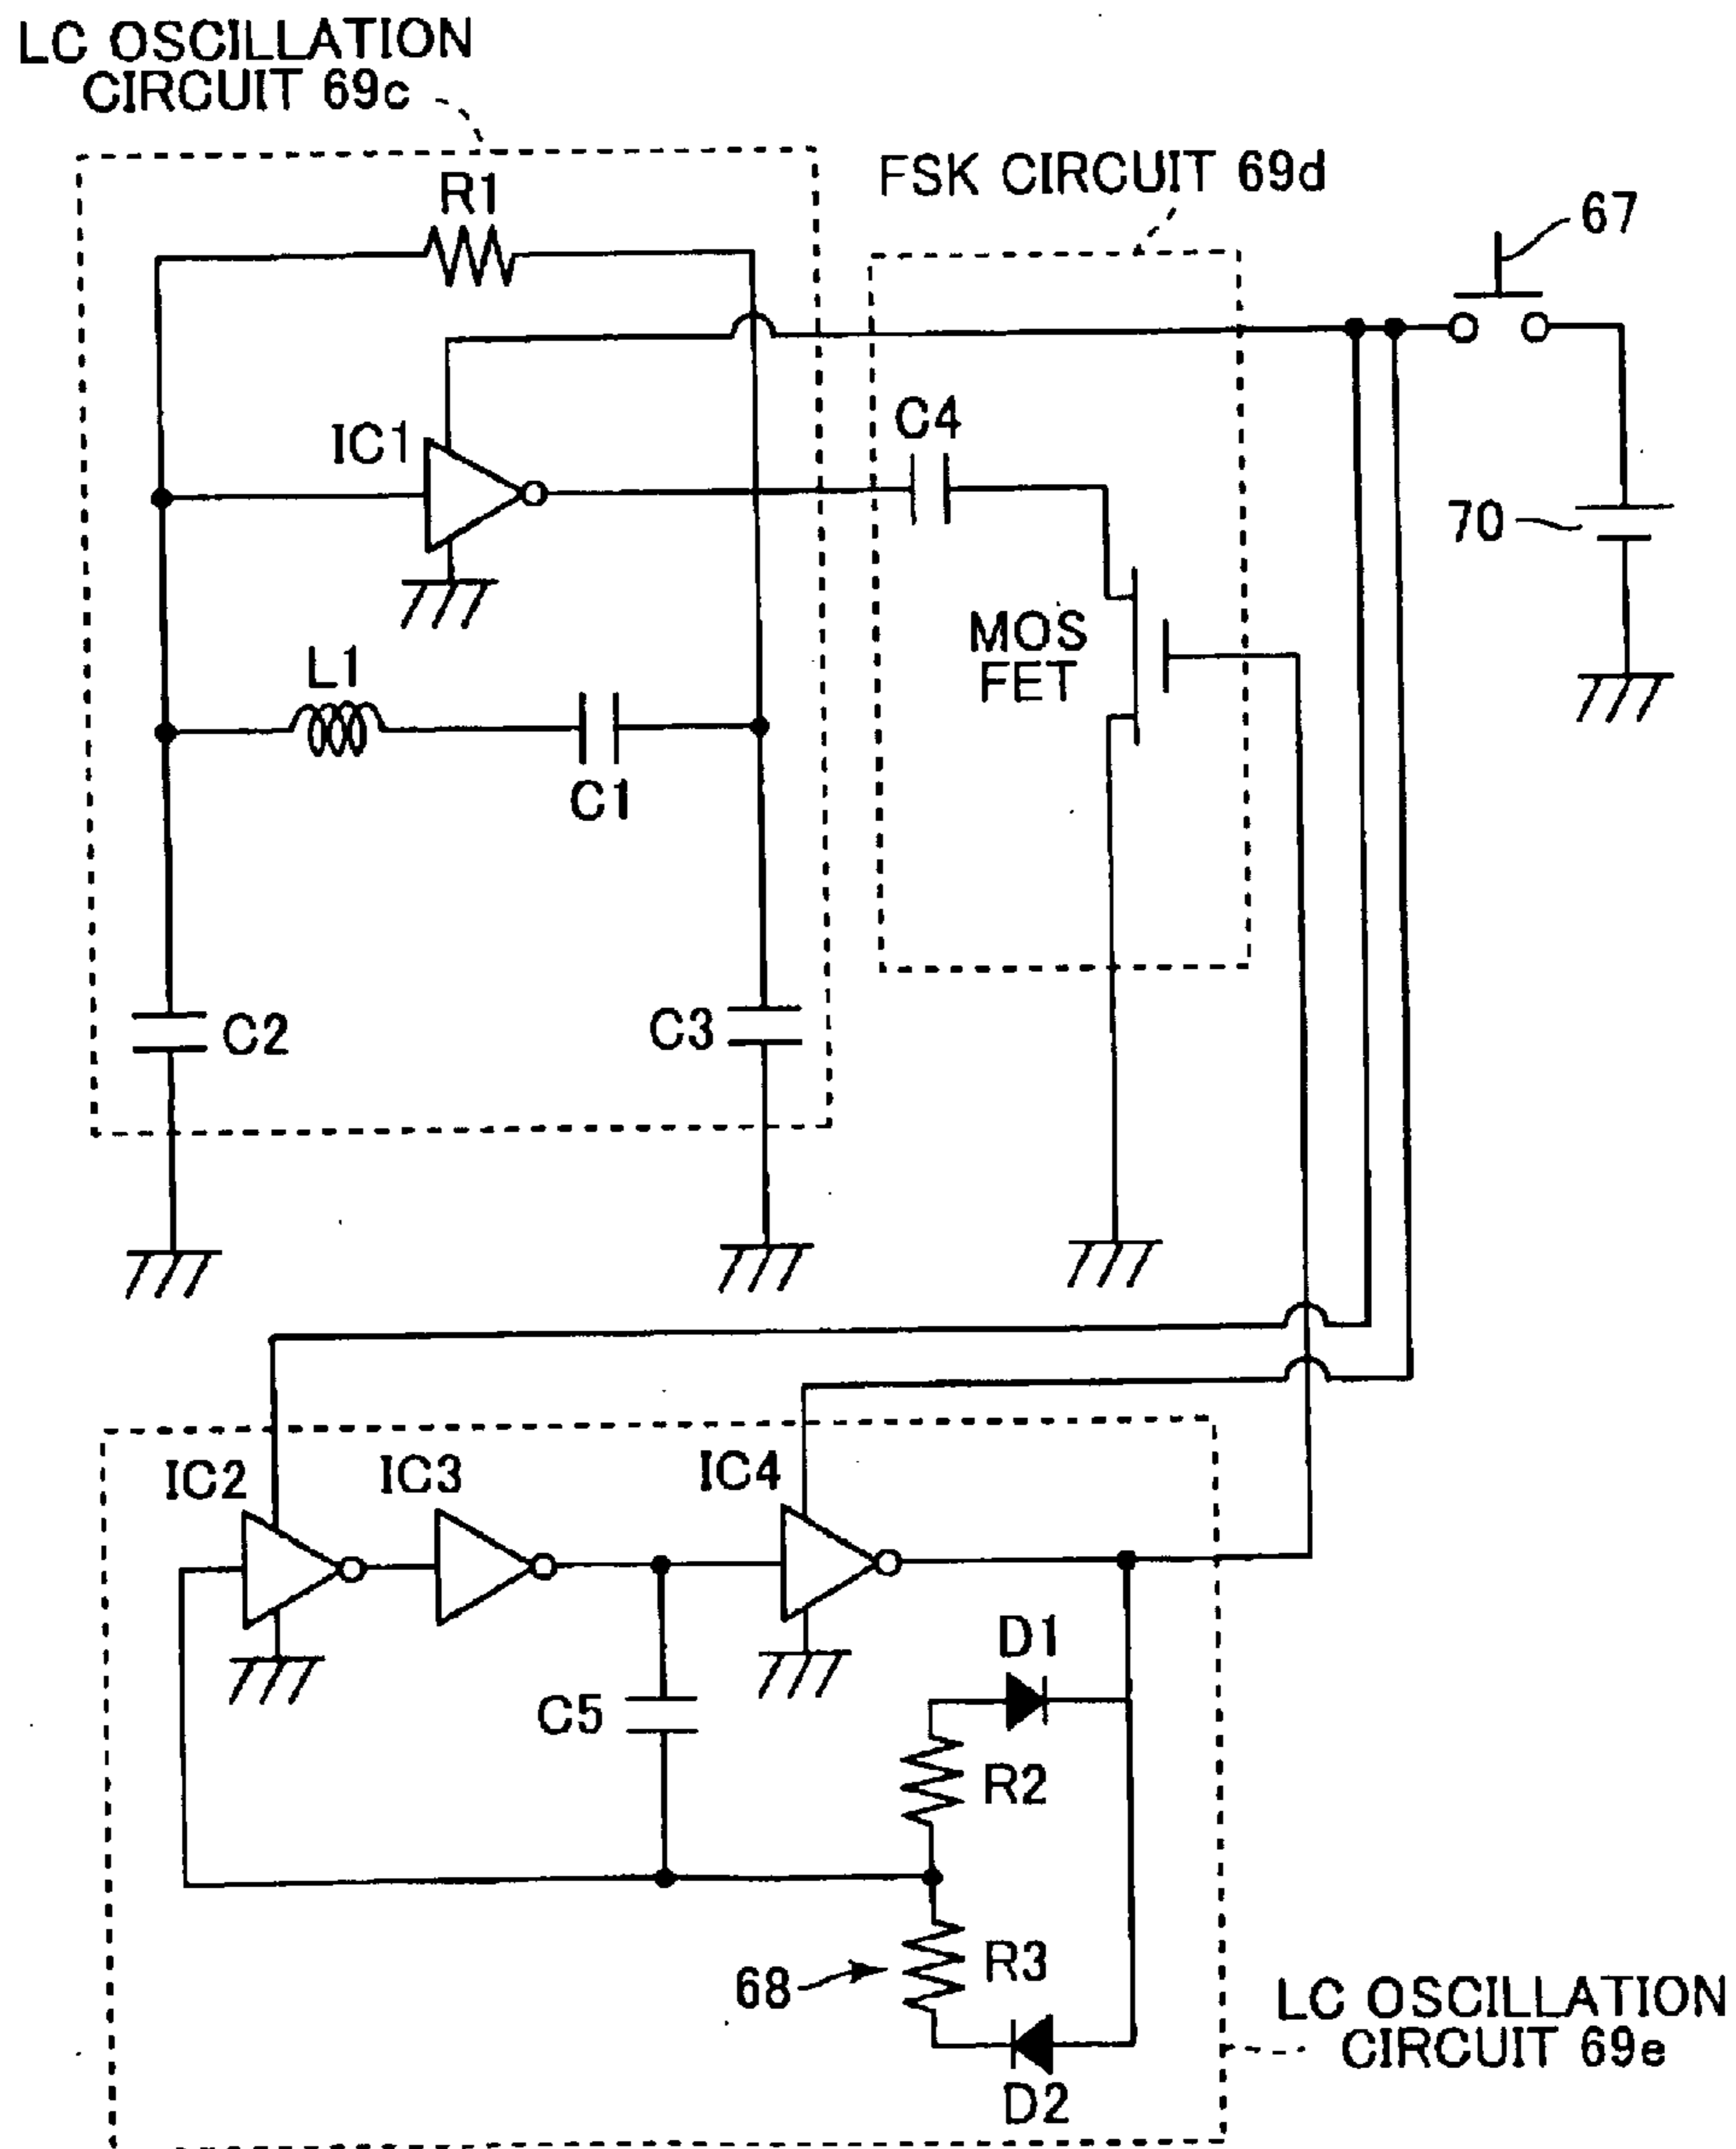 LC OSCILLATION
CIRCUIT 69c
FSK CIRCUIT 69d
R1
67
IC1
C4
70
MOS
FET
L1
C1
C2
C3
IC2
IC3
IC4
D1
C5
R2
R3
68
LC OSCILLATION
CIRCUIT 69e
D2